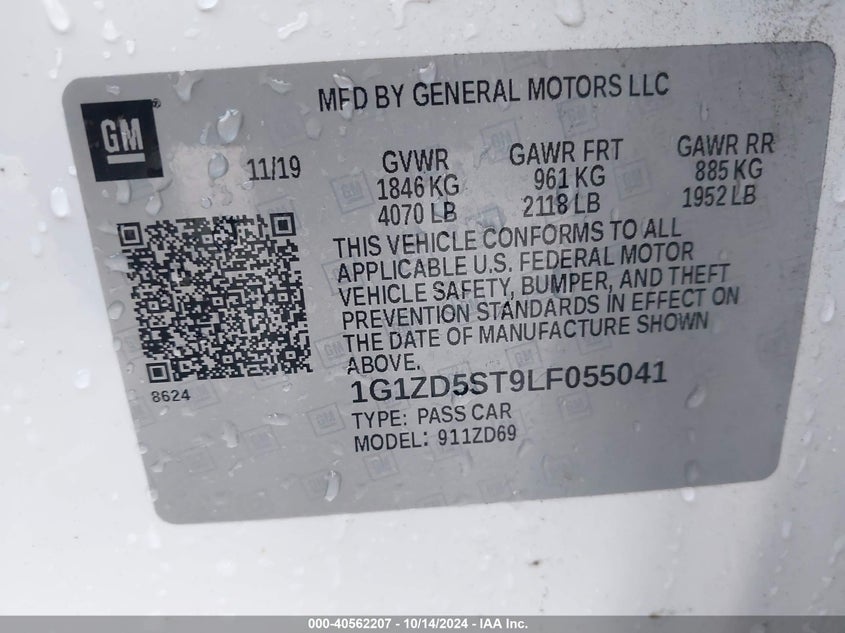 MFD BY GENERAL MOTORS LLC
GM
11/19
GVWR
1846 KG
4070 LB
GAWR FRT
961 KG
2118 LB
GAWR RR
885 KG
1952 LB
THIS VEHICLE CONFORMS TO ALL
APPLICABLE U.S. FEDERAL MOTOR
VEHICLE SAFETY, BUMPER, AND THEFT
PREVENTION STANDARDS IN EFFECT ON
THE DATE OF MANUFACTURE SHOWN
ABOVE.
8624
1G1ZD5ST9LF055041
TYPE: PASS CAR
MODEL: 911ZD69
000-40562207 - 10/14/2024 - IAA Holdings, LLC.